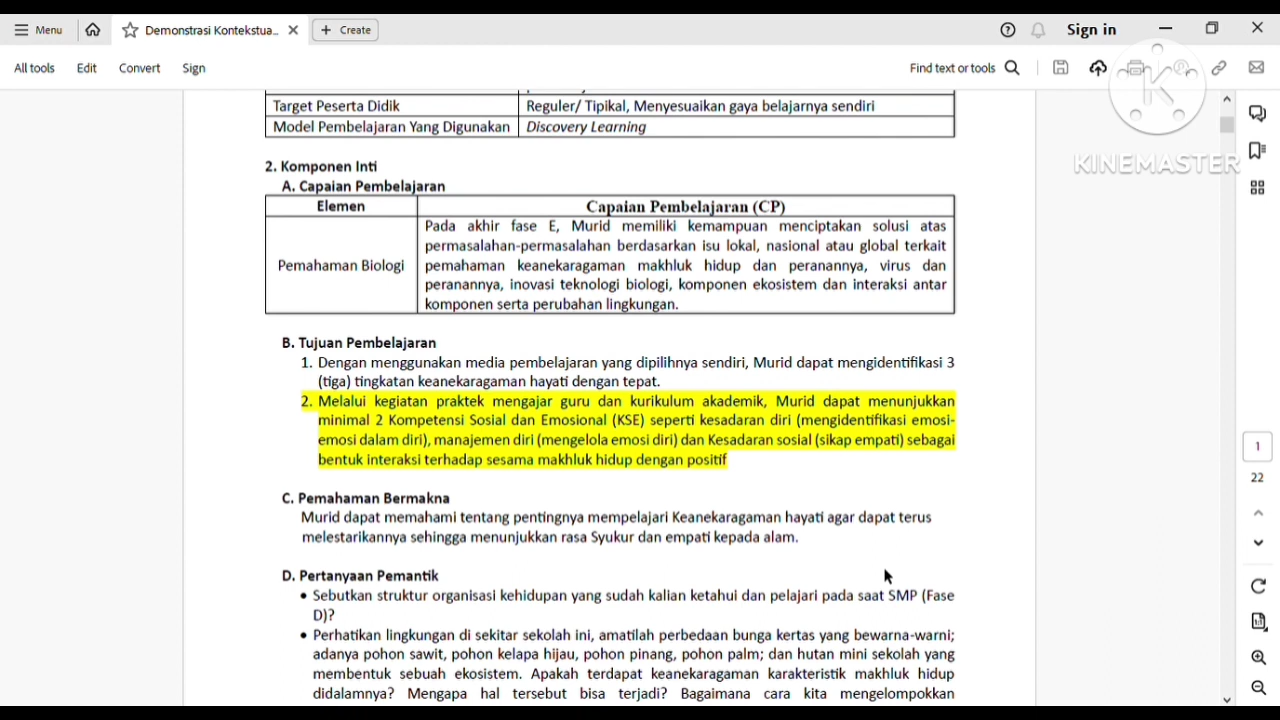 Menu
Demonstrasi Kontekstua...
Create
Sign in
All tools
Edit
Convert
Sign
Find text or tools
KINEMASTER
Target Peserta Didik
Reguler/ Tipikal, Menyesuaikan gaya belajarnya sendiri
Model Pembelajaran Yang Digunakan
Discovery Learning
2. Komponen Inti
A. Capaian Pembelajaran
Elemen
Capaian Pembelajaran (CP)
Pemahaman Biologi
Pada akhir fase E, Murid memiliki kemampuan menciptakan solusi atas
permasalahan-permasalahan berdasarkan isu lokal, nasional atau global terkait
pemahaman keanekaragaman makhluk hidup dan peranannya, virus dan
peranannya, inovasi teknologi biologi, komponen ekosistem dan interaksi antar
komponen serta perubahan lingkungan.
B. Tujuan Pembelajaran
1. Dengan menggunakan media pembelajaran yang dipilihnya sendiri, Murid dapat mengidentifikasi 3
(tiga) tingkatan keanekaragaman hayati dengan tepat.
2. Melalui kegiatan praktek mengajar guru dan kurikulum akademik, Murid dapat menunjukkan
minimal 2 Kompetensi Sosial dan Emosional (KSE) seperti kesadaran diri (mengidentifikasi emosi-
emosi dalam diri), manajemen diri (mengelola emosi diri) dan Kesadaran sosial (sikap empati) sebagai
bentuk interaksi terhadap sesama makhluk hidup dengan positif
C. Pemahaman Bermakna
Murid dapat memahami tentang pentingnya mempelajari Keanekaragaman hayati agar dapat terus
melestarikannya sehingga menunjukkan rasa Syukur dan empati kepada alam.
D. Pertanyaan Pemantik
• Sebutkan struktur organisasi kehidupan yang sudah kalian ketahui dan pelajari pada saat SMP (Fase
D)?
• Perhatikan lingkungan di sekitar sekolah ini, amatilah perbedaan bunga kertas yang bewarna-warni;
adanya pohon sawit, pohon kelapa hijau, pohon pinang, pohon palm; dan hutan mini sekolah yang
membentuk sebuah ekosistem. Apakah terdapat keanekaragaman karakteristik makhluk hidup
didalamnya? Mengapa hal tersebut bisa terjadi? Bagaimana cara kita mengelompokkan
1
22